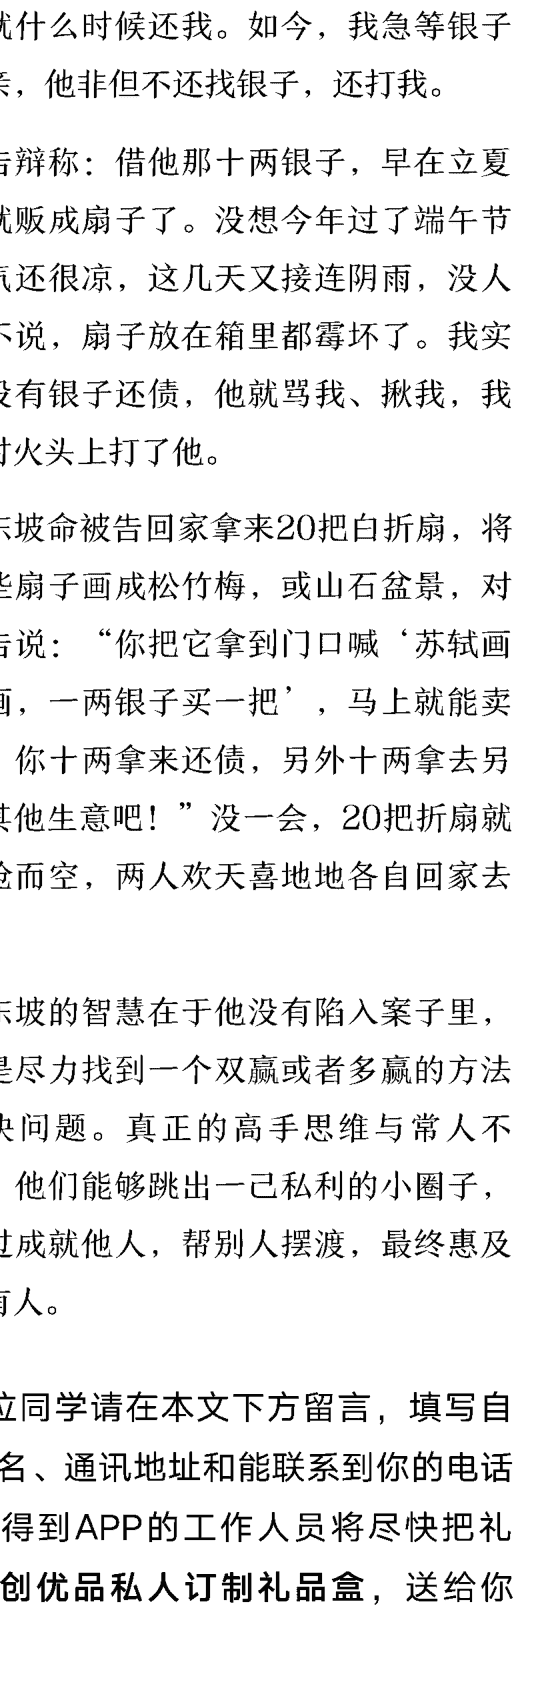 就什么时候还我。如今，我急等银子
亲，他非但不还找银子，还打我。
告辩称：借他那十两银子，早在立夏
就贩成扇子了。没想今年过了端午节
气还很凉，这几天又接连阴雨，没人
不说，扇子放在箱里都霉坏了。我实
没有银子还债，他就骂我、揪我，我
时火头上打了他。
东坡命被告回家拿来20把白折扇，将
些扇子画成松竹梅，或山石盆景，对
告说：“你把它拿到门口喊‘苏轼画
画，一两银子买一把’，马上就能卖
你十两拿来还债，另外十两拿去另
其他生意吧！”没一会，20把折扇就
抢而空，两人欢天喜地地各自回家去
东坡的智慧在于他没有陷入案子里，
是尽力找到一个双赢或者多赢的方法
决问题。真正的高手思维与常人不
他们能够跳出一己私利的小圈子，
过成就他人，帮别人摆渡，最终惠及
有人。
位同学请在本文下方留言，填写自
名、通讯地址和能联系到你的电话
得到APP的工作人员将尽快把礼
创优品私人订制礼品盒，送给你